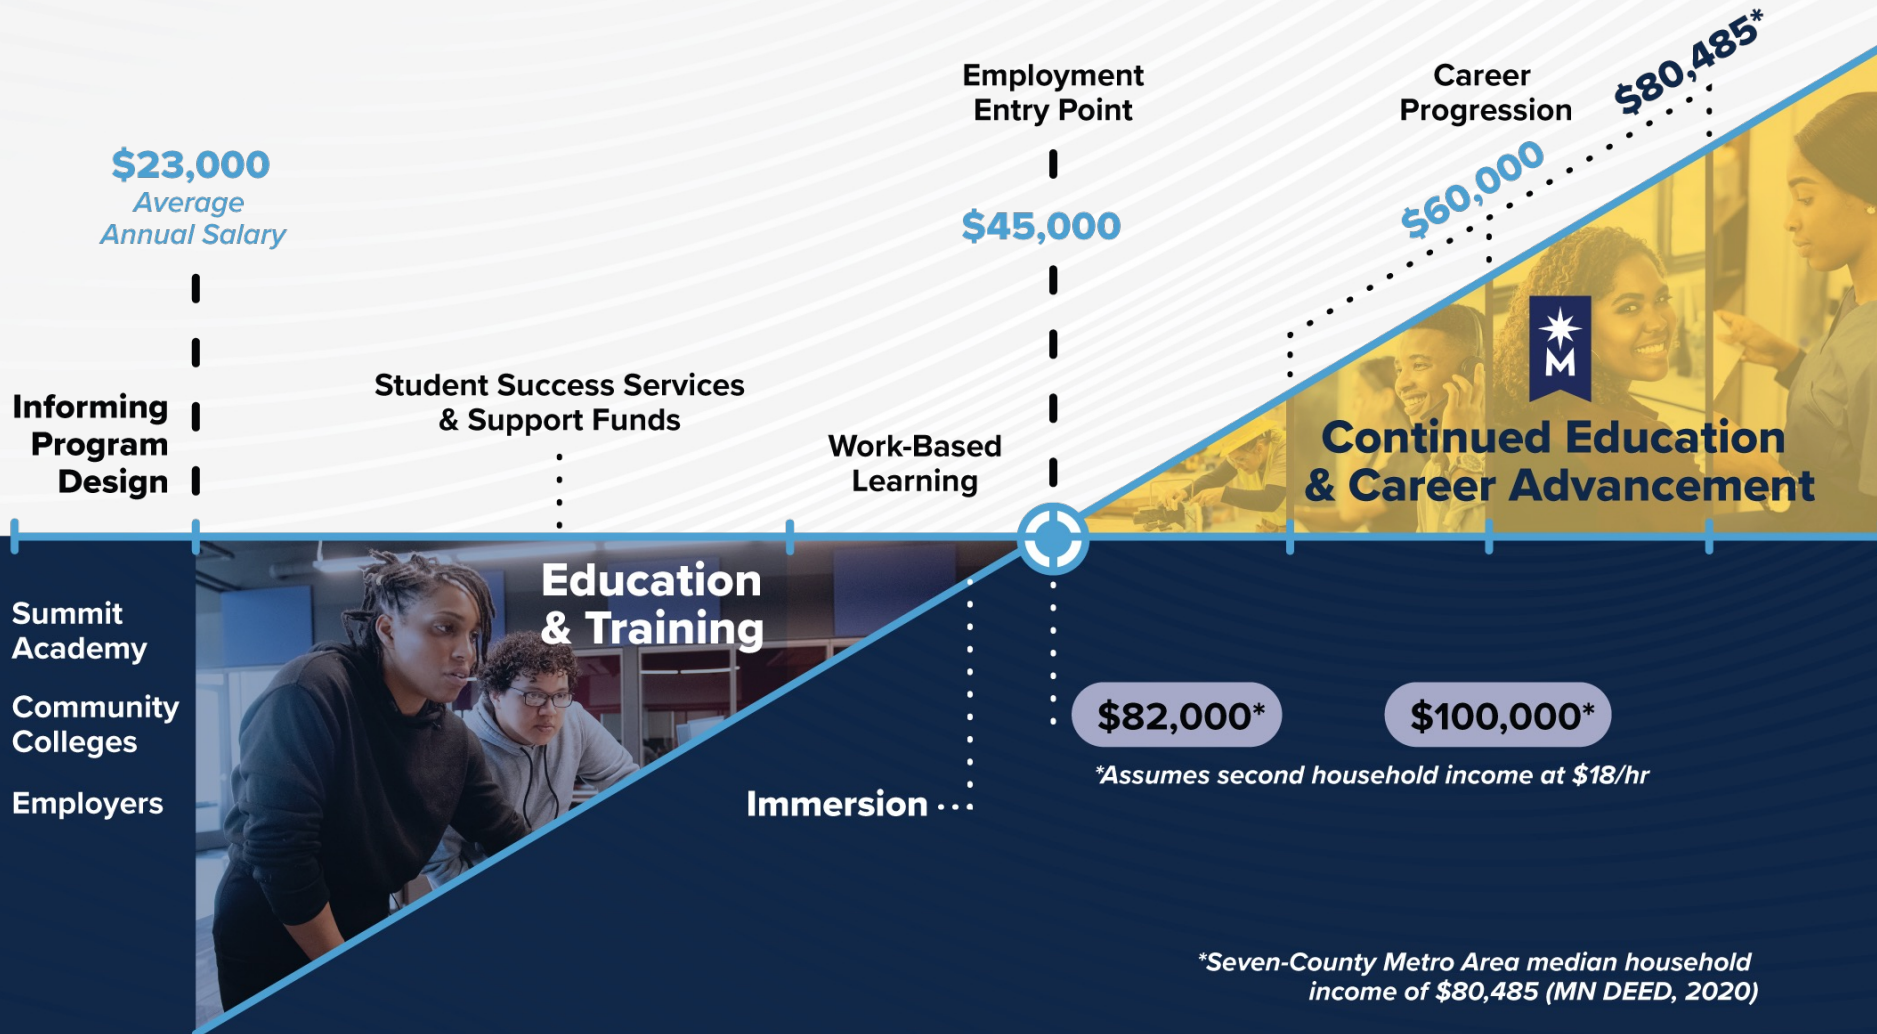 Employment
Entry Point
Career
Progression
$80,485*
$23,000
Average
Annual Salary
$45,000
$60,000
Informing
Program
Design
Student Success Services
& Support Funds
Work-Based
Learning
M
Continued Education
& Career Advancement
Education
& Training
Summit
Academy
Community
Colleges
Employers
Immersion
$82,000*
$100,000*
*Assumes second household income at $18/hr
*Seven-County Metro Area median household
income of $80,485 (MN DEED, 2020)